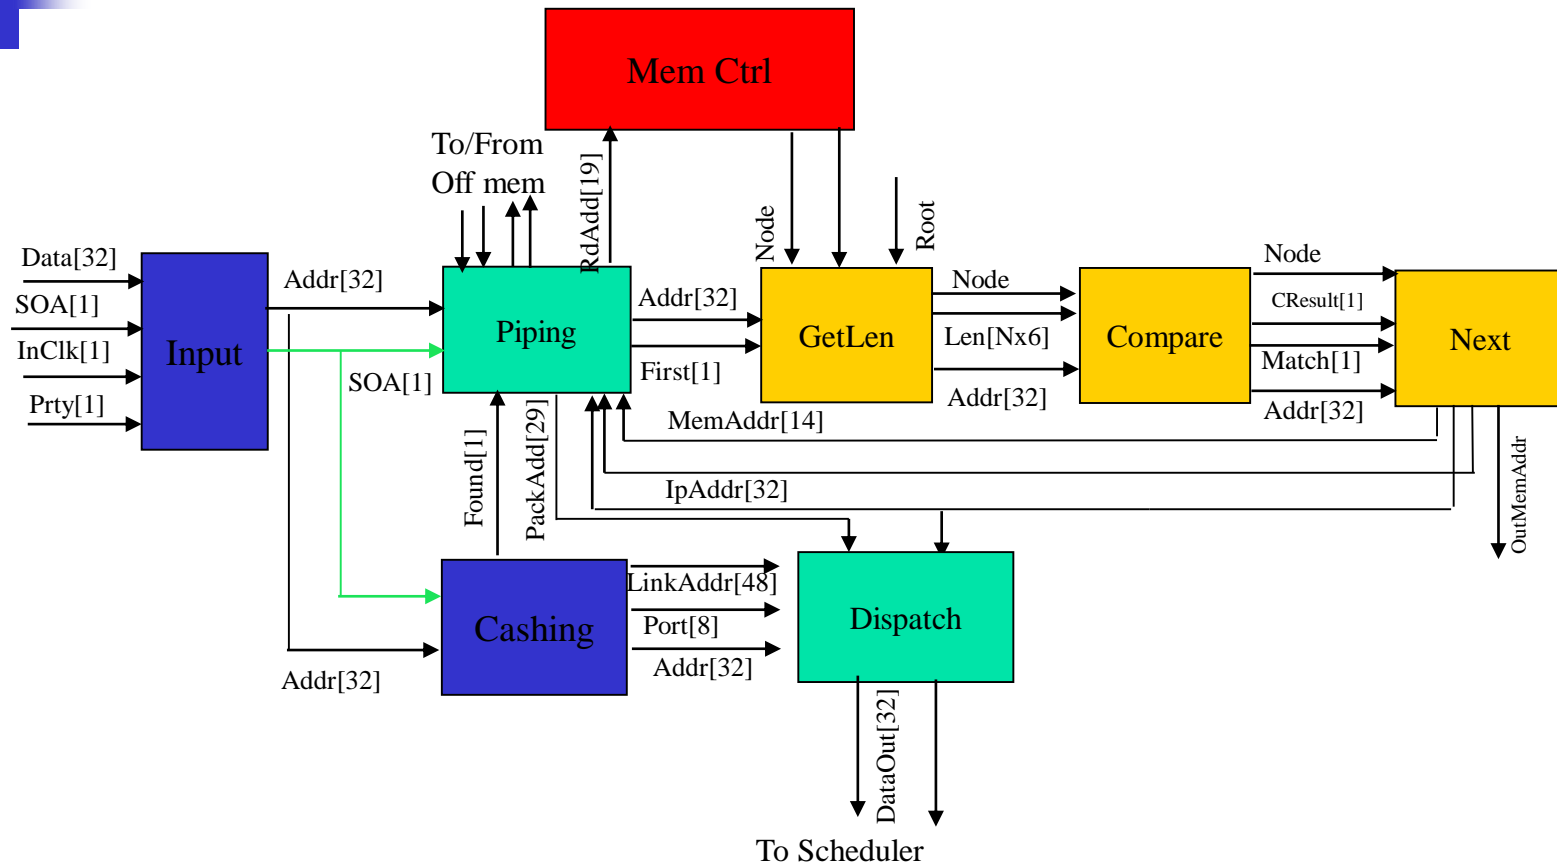 Mem Ctrl
To/From
Off mem
RdAdd[19]
Node
Root
Data[32]
SOA[1]
InClk[1]
Prty[1]
Input
Addr[32]
SOA[1]
Piping
Addr[32]
First[1]
GetLen
Node
Len[Nx6]
Addr[32]
Compare
Node
CResult[1]
Match[1]
Addr[32]
Next
MemAddr[14]
IpAddr[32]
OutMemAddr
Found[1]
PackAdd[29]
Cashing
Addr[32]
LinkAddr[48]
Port[8]
Addr[32]
Dispatch
DataOut[32]
To Scheduler